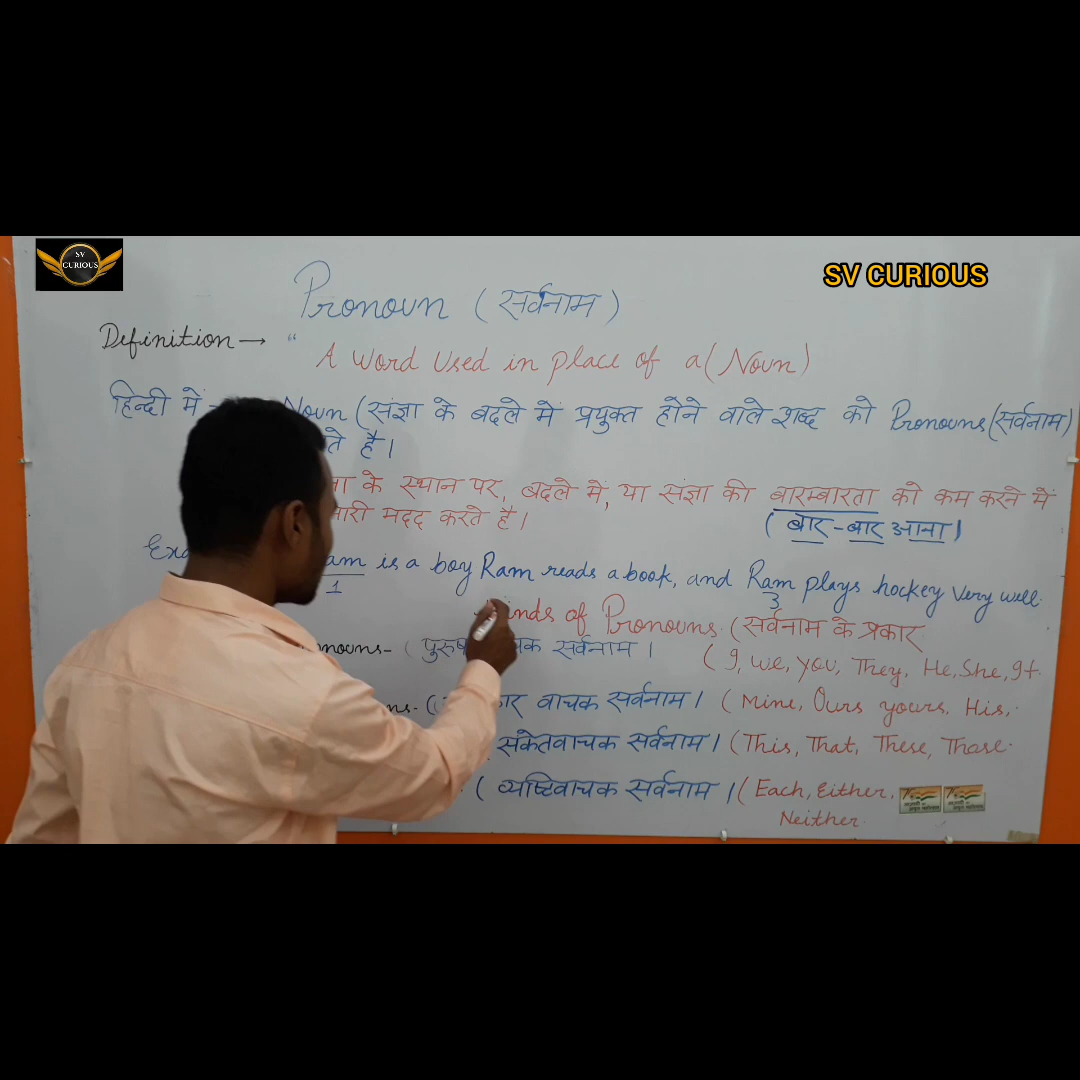 SV CURIOUS
SV CURIOUS
Pronoun (सर्वनाम)
Definition → "
A word used in place of a (Noun)
हिन्दी में - Noun (संज्ञा के बदले में प्रयुक्त होने वाले शब्द को Pronouns (सर्वनाम)
है।
के स्थान पर, बदले में, या संज्ञा की बारम्बारता को कम करने में
मदद करते है।
(बार - बार आना)
is a boy Ram reads a book, and Ram plays hockey very well.
1 3
of Pronouns. (सर्वनाम के प्रकार
सर्वनाम। (I, we, you, They, He, She, It.
वाचक सर्वनाम। (Mine, Ours yours. His,.
संकेतवाचक सर्वनाम। (This, That, These, Those.
(व्यष्टिवाचक सर्वनाम।( Each, Either,
Neither.